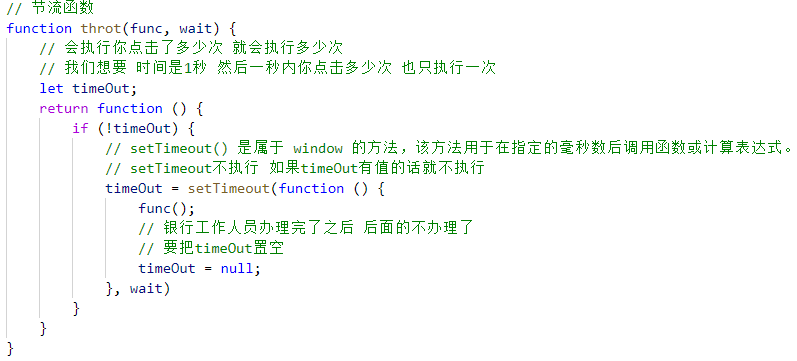 // 节流函数
function throt(func, wait) {
    // 会执行你点击了多少次 就会执行多少次
    // 我们想要 时间是1秒 然后一秒内你点击多少次 也只执行一次
    let timeOut;
    return function () {
        if (!timeOut) {
            // setTimeout() 是属于 window 的方法，该方法用于在指定的毫秒数后调用函数或计算表达式。
            // setTimeout不执行 如果timeOut有值的话就不执行
            timeOut = setTimeout(function () {
                func();
                // 银行工作人员办理完了之后 后面的不办理了
                // 要把timeOut置空
                timeOut = null;
            }, wait)
        }
    }
}